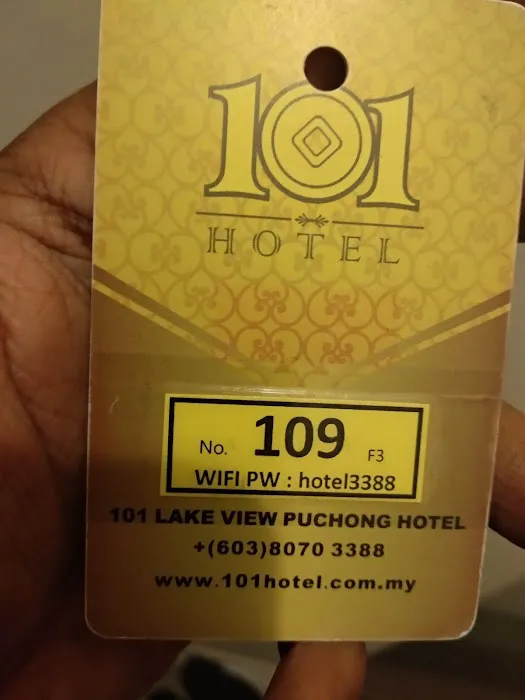 101
HOTEL
No. 109 F3
WIFI PW : hotel3388
101 LAKE VIEW PUCHONG HOTEL
+(603)8070 3388
www.101hotel.com.my